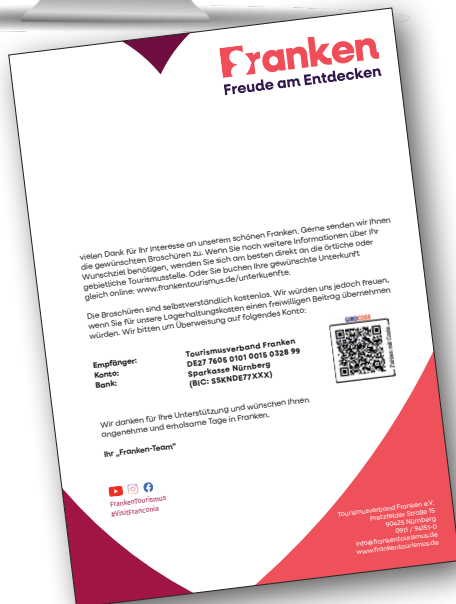 Franken
Freude am Entdecken
vielen Dank für Ihr Interesse an unserem schönen Franken. Gerne senden wir Ihnen
die gewünschten Broschüren zu. Wenn Sie noch weitere Informationen über Ihr
Wunschziel benötigen, wenden Sie sich am besten direkt an die örtliche oder
gebietliche Tourismusstelle. Oder Sie buchen Ihre gewünschte Unterkunft
gleich online: www.frankentourismus.de/unterkuenfte.
Die Broschüren sind selbstverständlich kostenlos. Wir würden uns jedoch freuen,
wenn Sie für unsere Lagerhaltungskosten einen freiwilligen Beitrag übernehmen
würden. Wir bitten um Überweisung auf folgendes Konto:
GIROCODE
Empfänger: Tourismusverband Franken
Konto: DE27 7605 0101 0015 0328 99
Bank: Sparkasse Nürnberg
(BIC: SSKNDE77XXX)
Zahlen mit Code
Wir danken für Ihre Unterstützung und wünschen Ihnen
angenehme und erholsame Tage in Franken.
Ihr „Franken-Team"
FrankenTourismus
#VisitFranconia
Tourismusverband Franken e.V.
Pretzfelder Straße 15
90425 Nürnberg
0911 / 94151-0
info@frankentourismus.de
www.frankentourismus.de